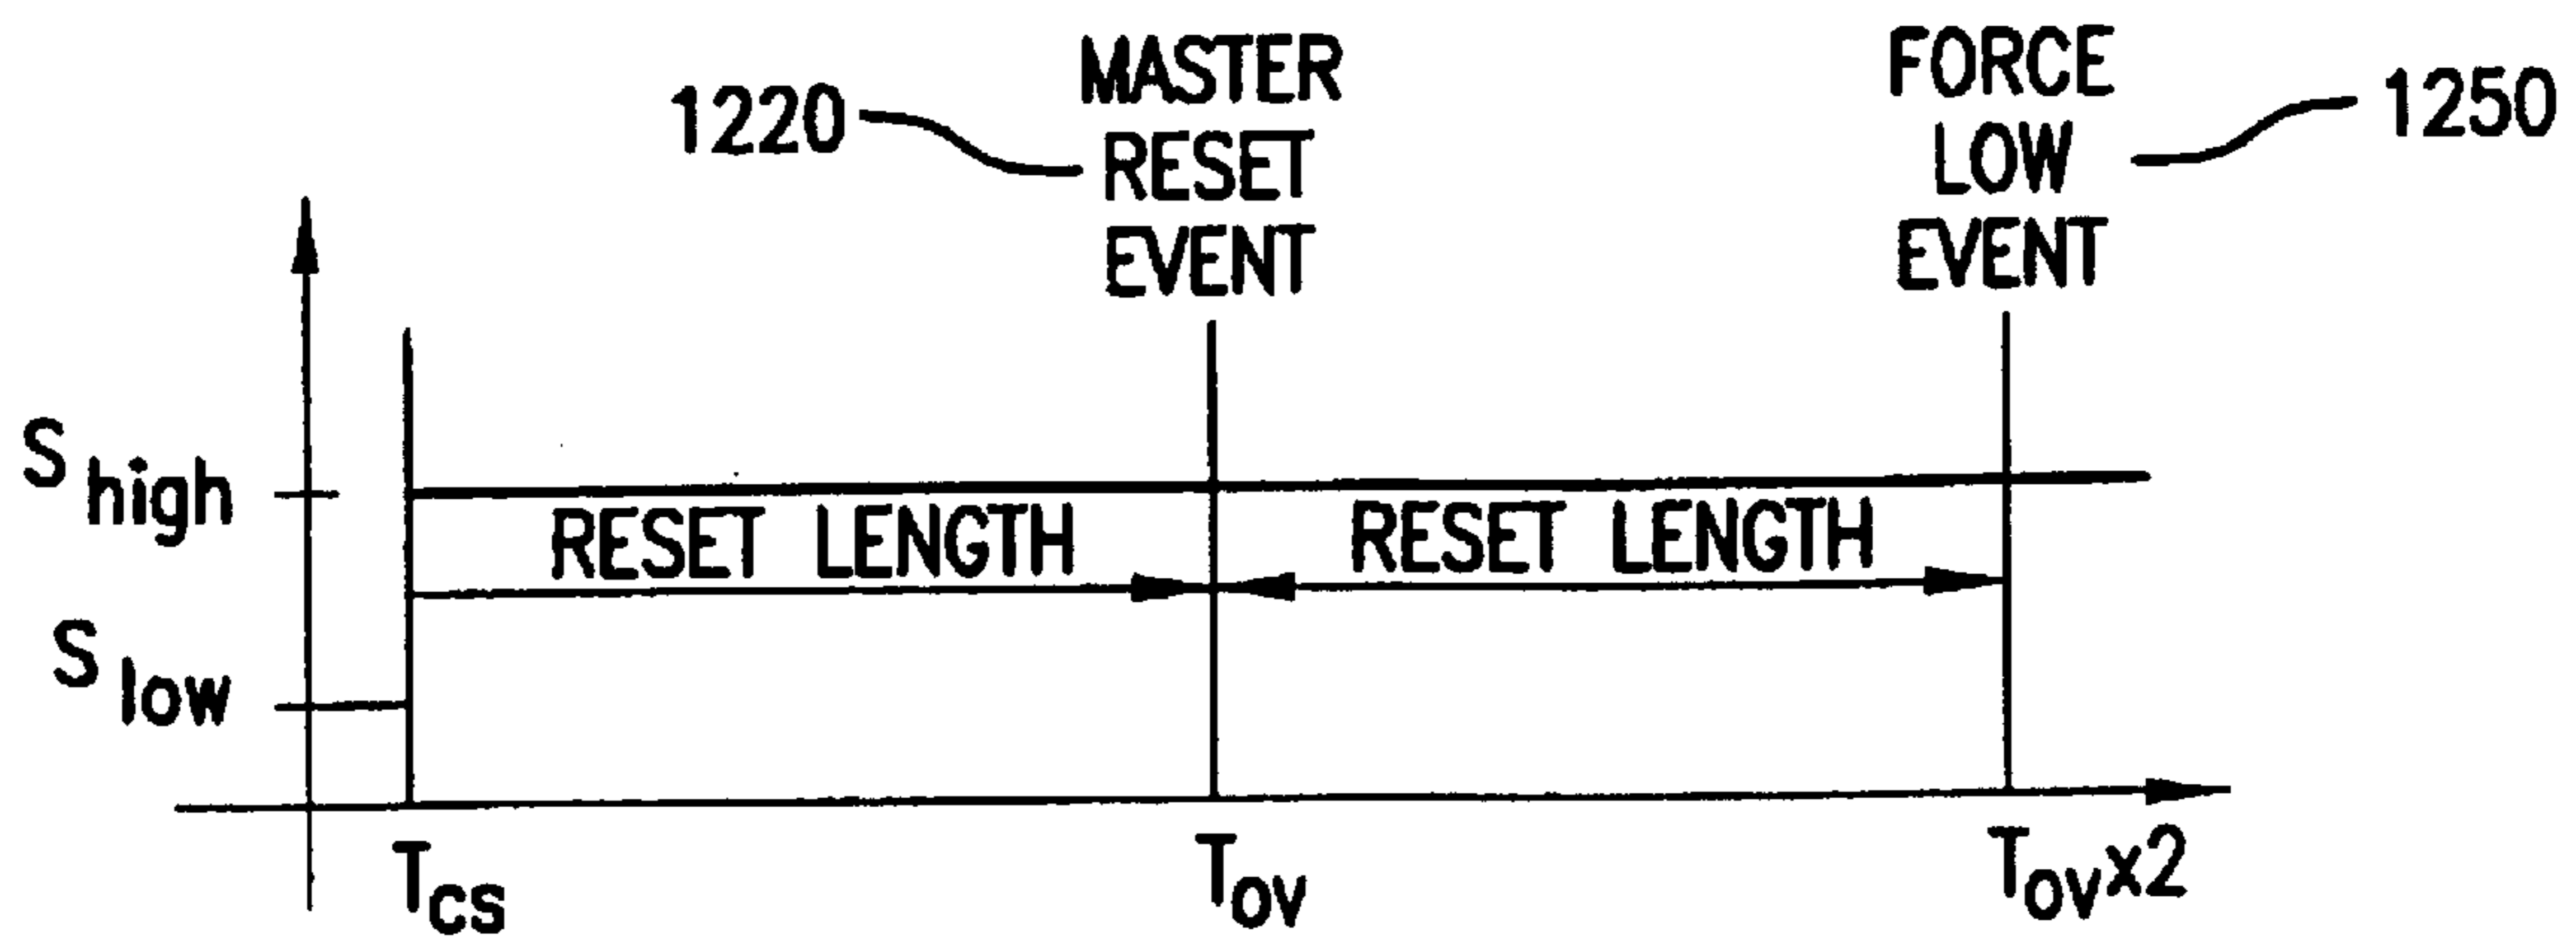 1220
MASTER
RESET
EVENT
FORCE
LOW
EVENT
1250
S high
RESET LENGTH
RESET LENGTH
S low
Tcs
Tov
Tovx2